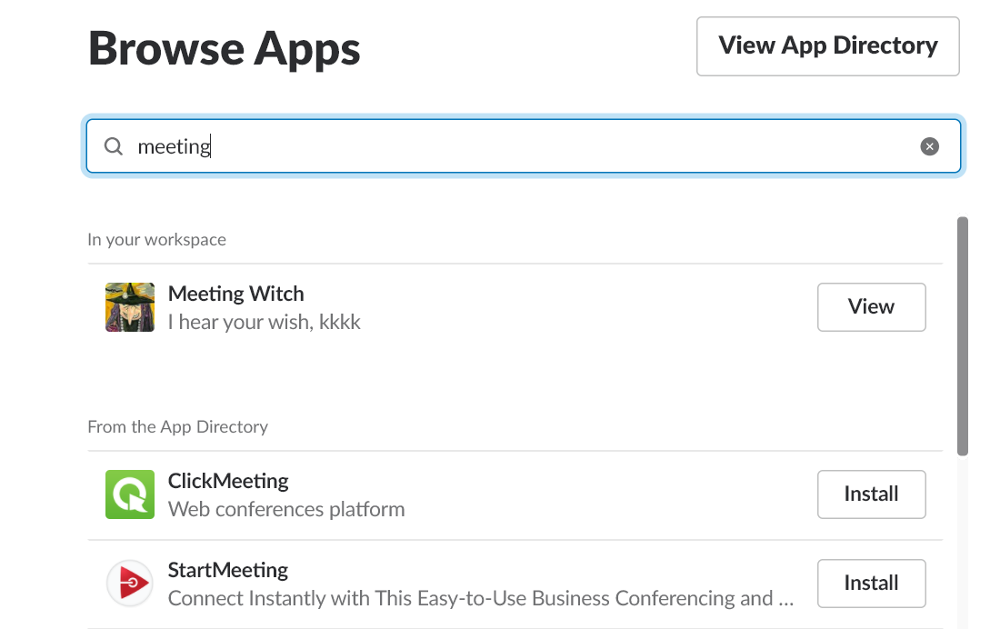 Browse Apps
View App Directory
meeting
In your workspace
Meeting Witch
I hear your wish, kkkk
View
From the App Directory
ClickMeeting
Web conferences platform
Install
StartMeeting
Connect Instantly with This Easy-to-Use Business Conferencing and ...
Install